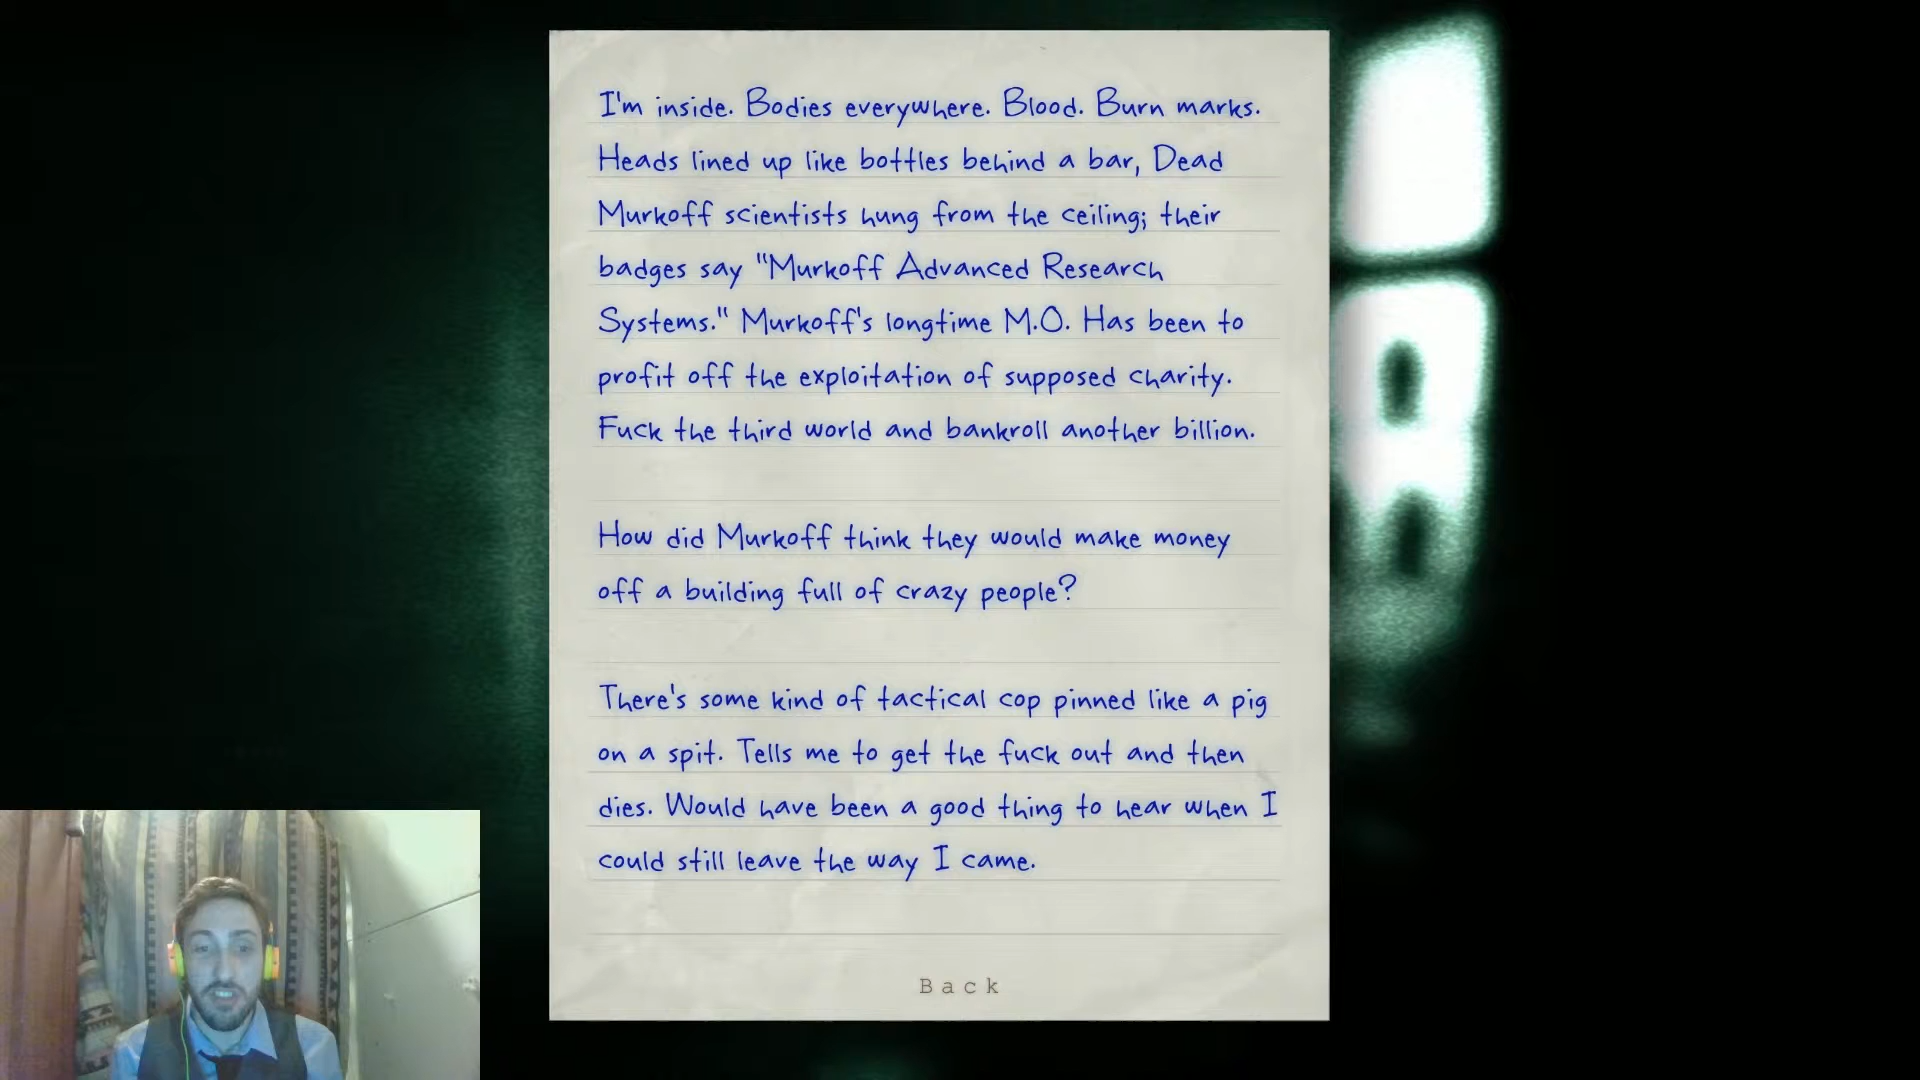 I'm inside. Bodies everywhere. Blood. Burn marks.
Heads lined up like bottles behind a bar, Dead
Murkoff scientists hung from the ceiling; their
badges say "Murkoff Advanced Research
Systems." Murkoff's longtime M.O. Has been to
profit off the exploitation of supposed charity.
Fuck the third world and bankroll another billion.
How did Murkoff think they would make money
off a building full of crazy people?
There's some kind of tactical cop pinned like a pig
on a spit. Tells me to get the fuck out and then
dies. Would have been a good thing to hear when I
could still leave the way I came.
Back